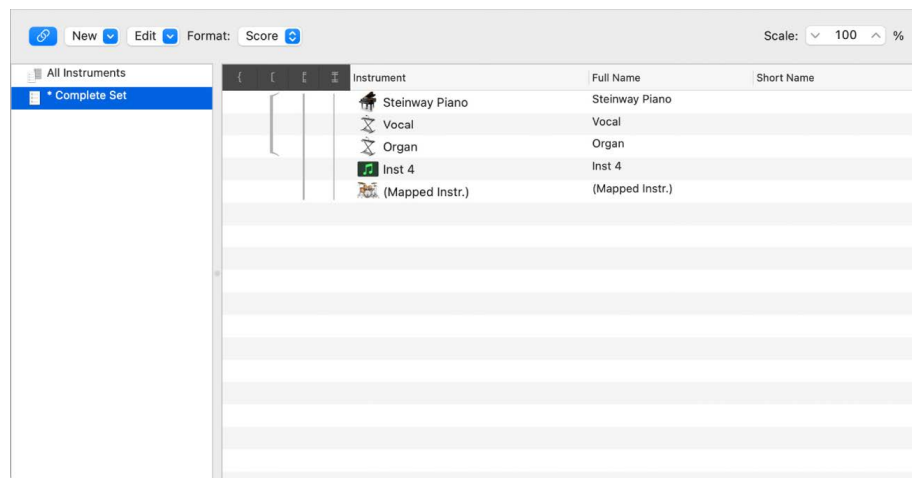 New Edit Format: Score Scale: 100 %
All Instruments
* Complete Set
Instrument Full Name Short Name
Steinway Piano Steinway Piano
Vocal Vocal
Organ Organ
Inst 4 Inst 4
(Mapped Instr.) (Mapped Instr.)